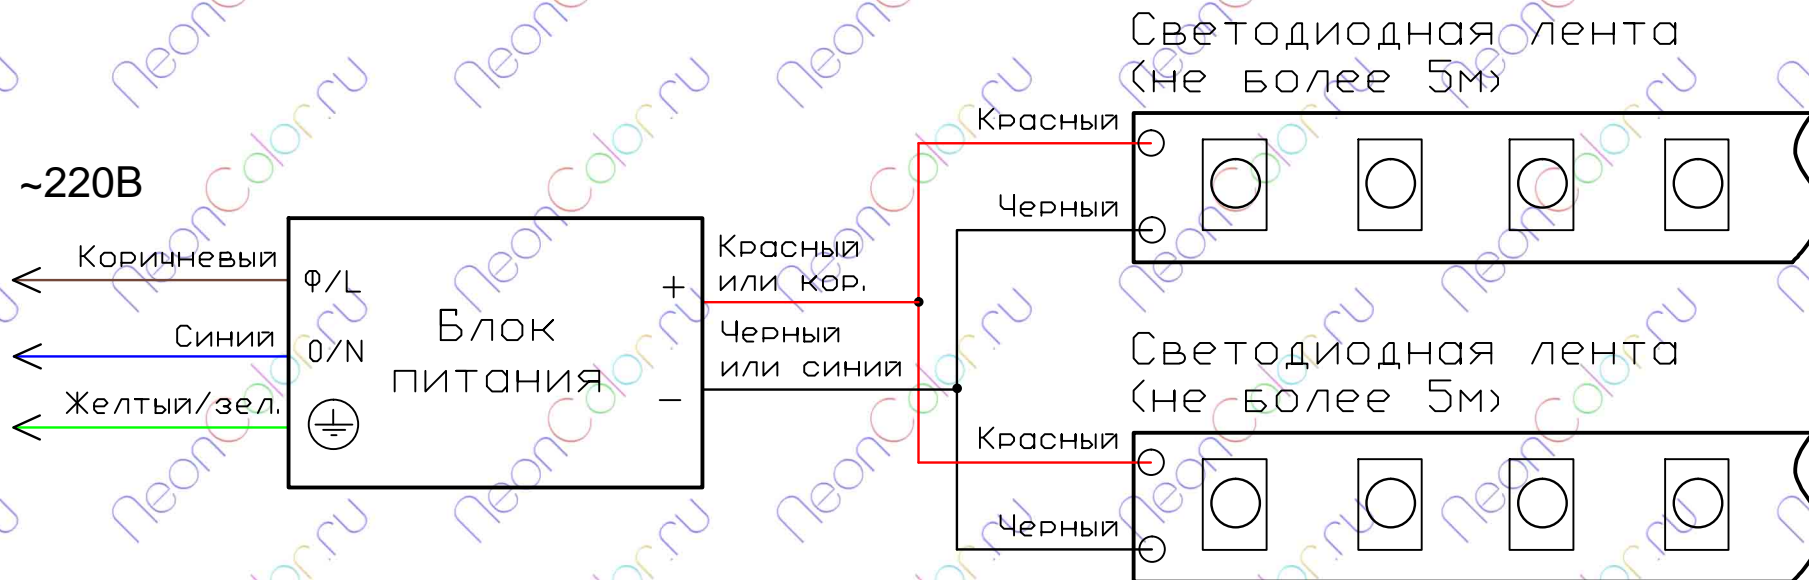 Светодиодная лента
(не более 5м)
Красный
Черный
~220В
Коричневый
Ф/L
Синий
0/N
Желтый/зел.
Блок
питания
+
−
Красный
или кор.
Черный
или синий
Светодиодная лента
(не более 5м)
Красный
Черный
NeonColor.ru